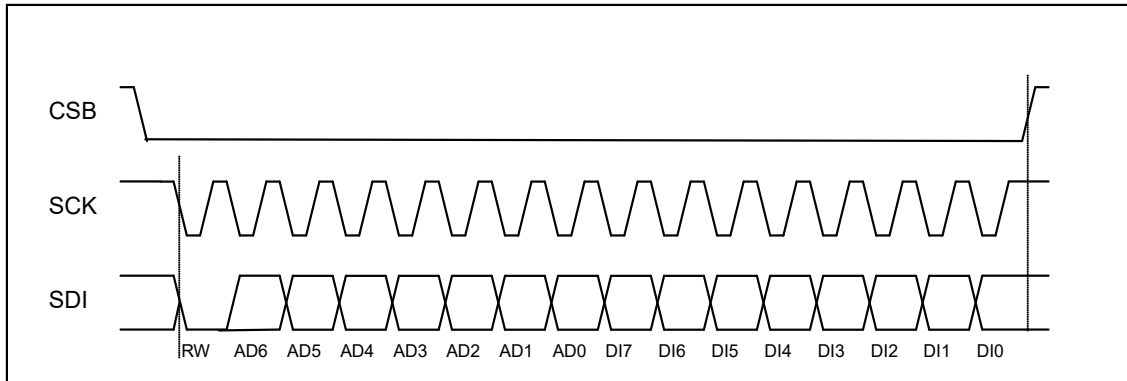 CSB
SCK
SDI
RW AD6 AD5 AD4 AD3 AD2 AD1 AD0 DI7 DI6 DI5 DI4 DI3 DI2 DI1 DI0